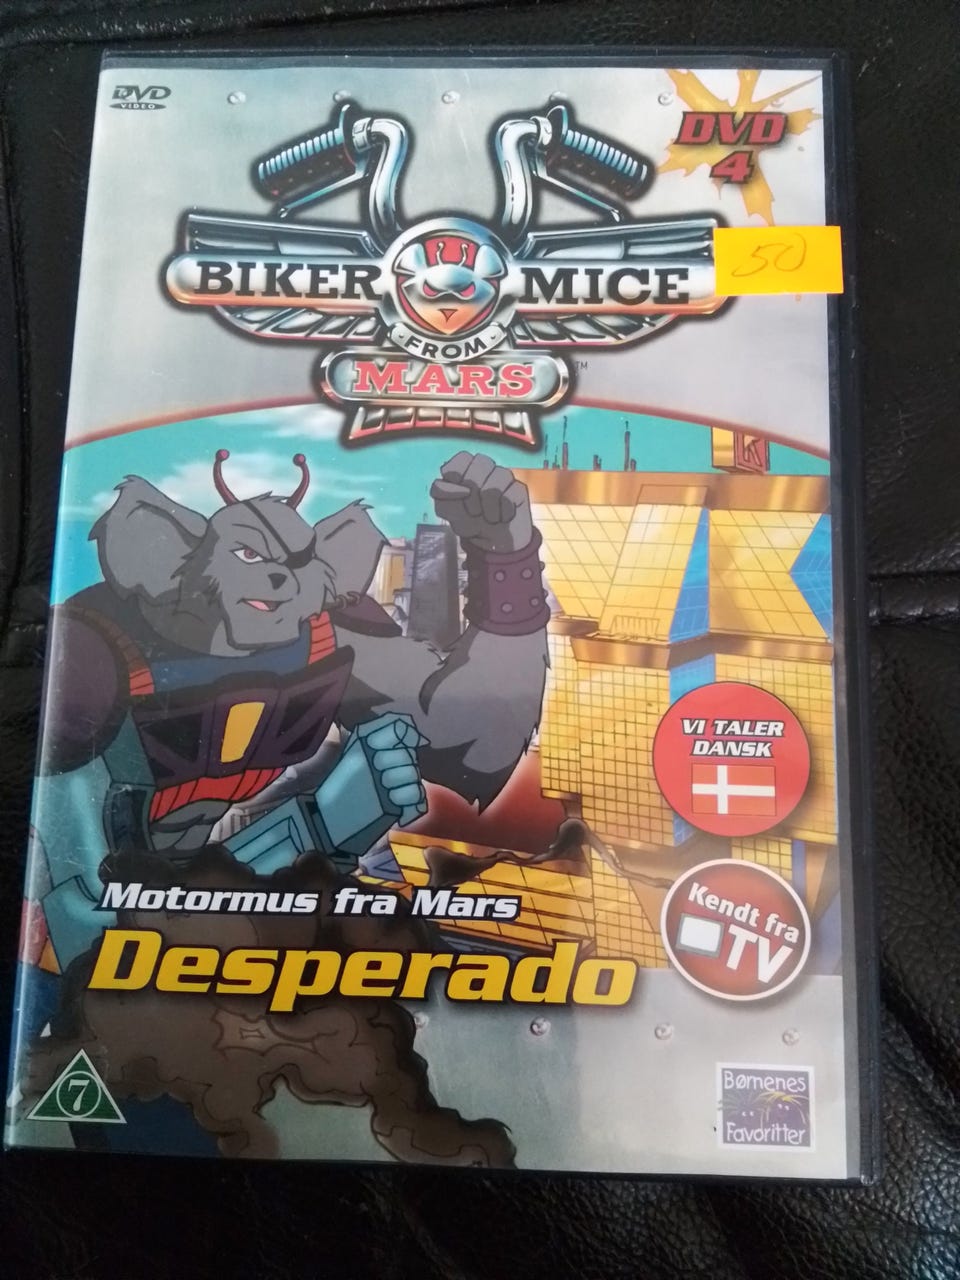 DVD
VIDEO
DVD
4
50
BIKER MICE
FROM
MARS
TM
K
VI TALER
DANSK
Motormus fra Mars
Desperado
Kendt fra
TV
7
Børnenes
Favoritter